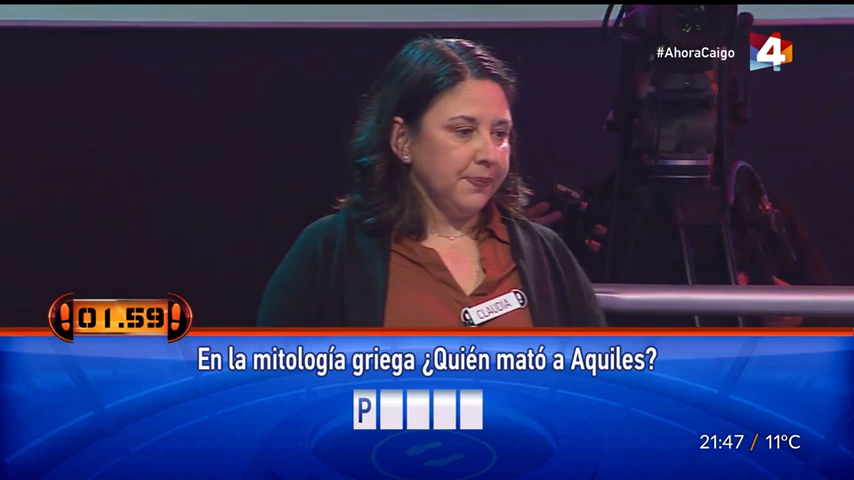 #AhoraCaigo
4
CLAUDIA
01.59
En la mitología griega ¿Quién mató a Aquiles?
P
21:47 / 11°C